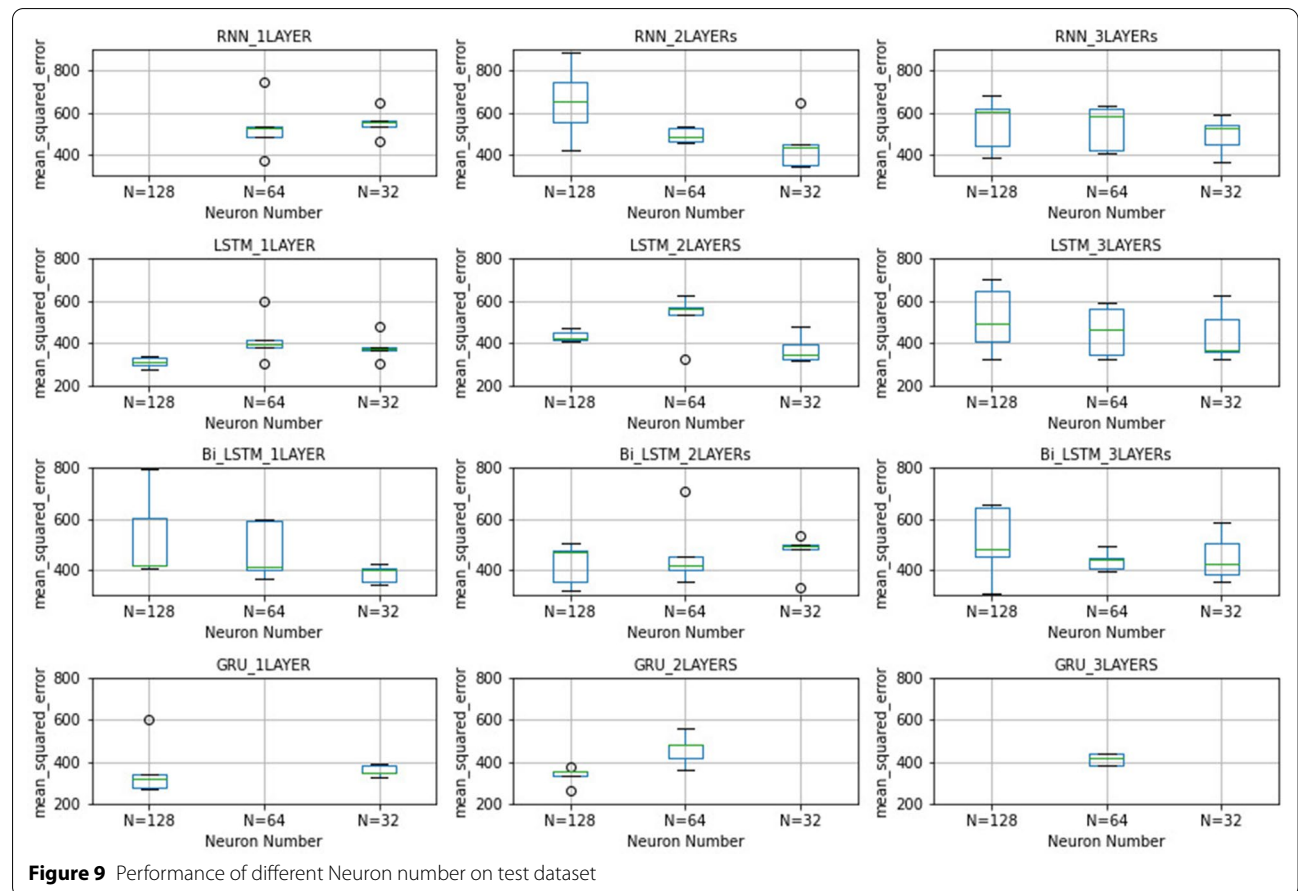 RNN_1LAYER
mean_squared_error
800
600
400
N=128 N=64 N=32
Neuron Number
RNN_2LAYERs
mean_squared_error
800
600
400
N=128 N=64 N=32
Neuron Number
RNN_3LAYERs
mean_squared_error
800
600
400
N=128 N=64 N=32
Neuron Number
LSTM_1LAYER
mean_squared_error
800
600
400
200
N=128 N=64 N=32
Neuron Number
LSTM_2LAYERS
mean_squared_error
800
600
400
200
N=128 N=64 N=32
Neuron Number
LSTM_3LAYERS
mean_squared_error
800
600
400
200
N=128 N=64 N=32
Neuron Number
Bi_LSTM_1LAYER
mean_squared_error
800
600
400
N=128 N=64 N=32
Neuron Number
Bi_LSTM_2LAYERs
mean_squared_error
800
600
400
N=128 N=64 N=32
Neuron Number
Bi_LSTM_3LAYERs
mean_squared_error
800
600
400
N=128 N=64 N=32
Neuron Number
GRU_1LAYER
mean_squared_error
800
600
400
200
N=128 N=64 N=32
Neuron Number
GRU_2LAYERS
mean_squared_error
800
600
400
200
N=128 N=64 N=32
Neuron Number
GRU_3LAYERS
mean_squared_error
800
600
400
200
N=128 N=64 N=32
Neuron Number
Figure 9 Performance of different Neuron number on test dataset